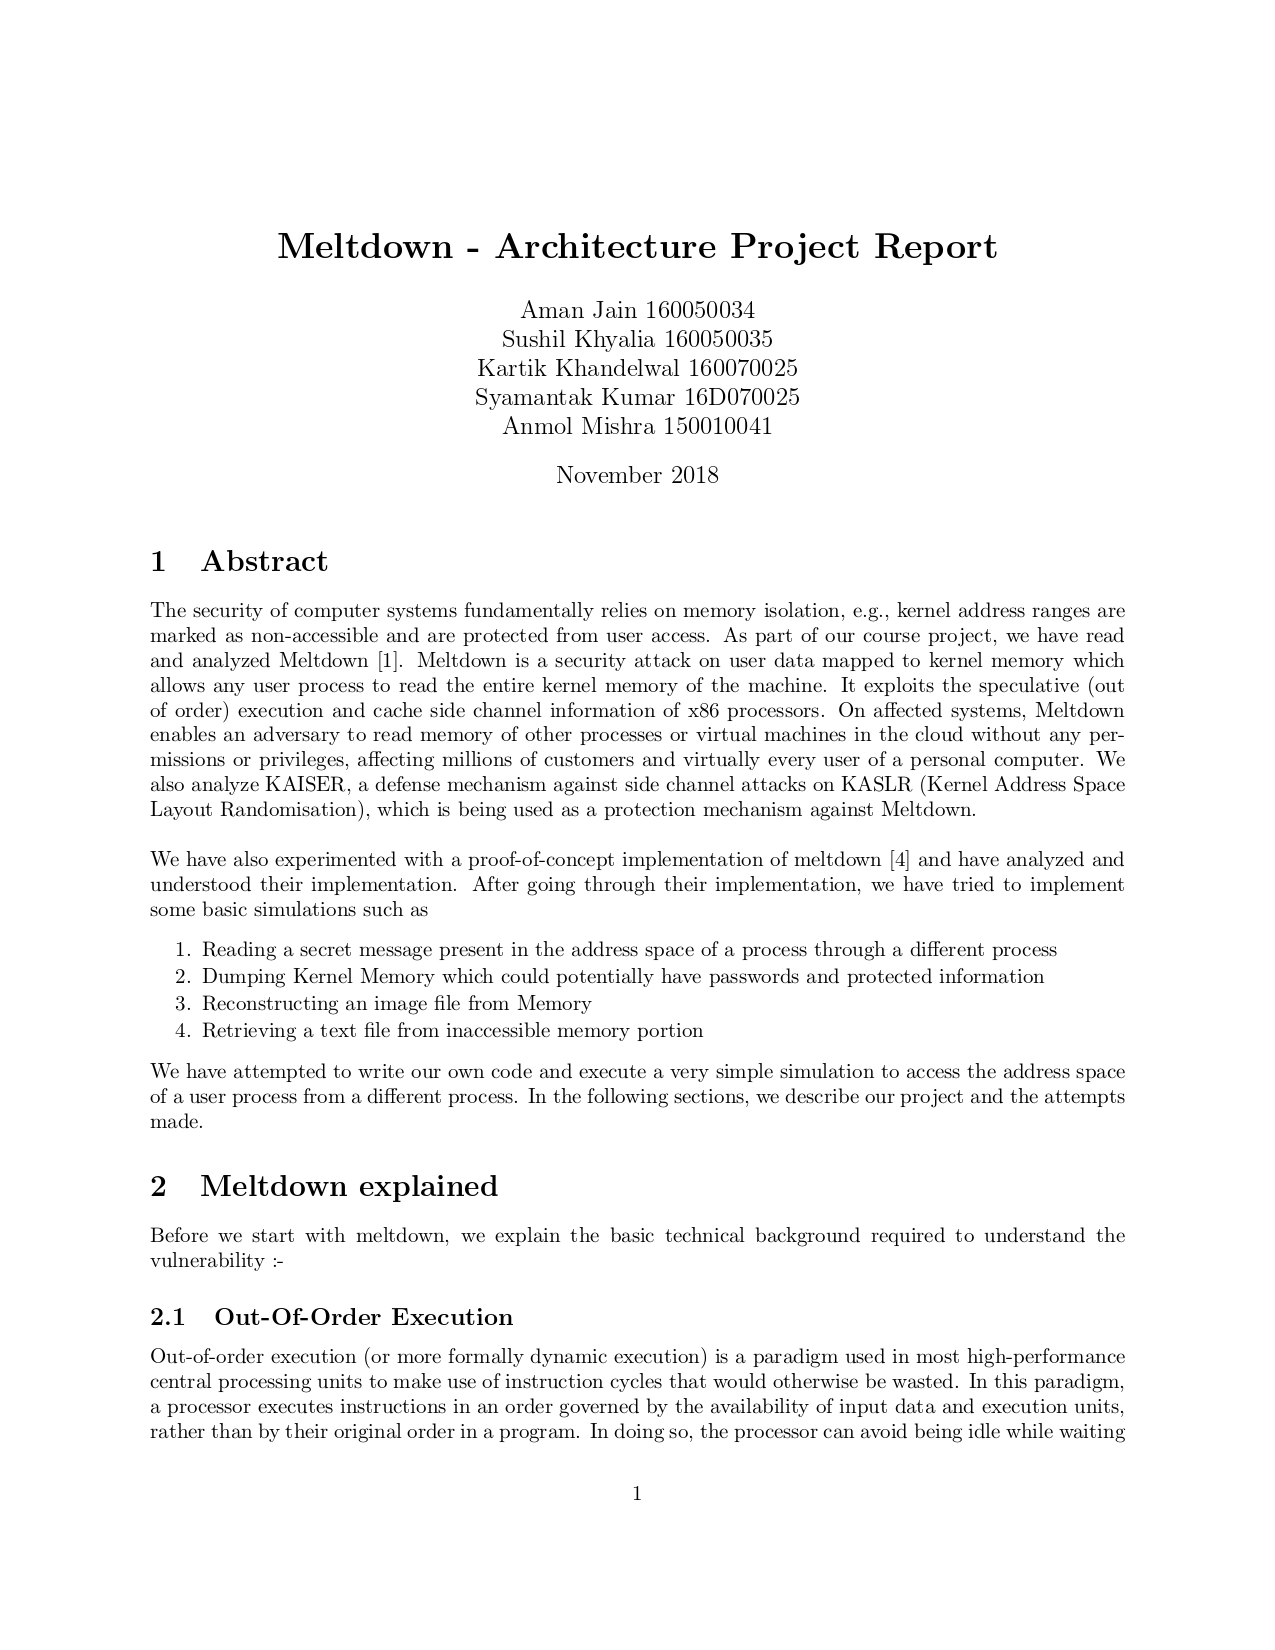 Meltdown - Architecture Project Report
Aman Jain 160050034
Sushil Khyalia 160050035
Kartik Khandelwal 160070025
Syamantak Kumar 16D070025
Anmol Mishra 150010041
November 2018
1 Abstract
The security of computer systems fundamentally relies on memory isolation, e.g., kernel address ranges are
marked as non-accessible and are protected from user access. As part of our course project, we have read
and analyzed Meltdown [1]. Meltdown is a security attack on user data mapped to kernel memory which
allows any user process to read the entire kernel memory of the machine. It exploits the speculative (out
of order) execution and cache side channel information of x86 processors. On affected systems, Meltdown
enables an adversary to read memory of other processes or virtual machines in the cloud without any per-
missions or privileges, affecting millions of customers and virtually every user of a personal computer. We
also analyze KAISER, a defense mechanism against side channel attacks on KASLR (Kernel Address Space
Layout Randomisation), which is being used as a protection mechanism against Meltdown.
We have also experimented with a proof-of-concept implementation of meltdown [4] and have analyzed and
understood their implementation. After going through their implementation, we have tried to implement
some basic simulations such as
1. Reading a secret message present in the address space of a process through a different process
2. Dumping Kernel Memory which could potentially have passwords and protected information
3. Reconstructing an image file from Memory
4. Retrieving a text file from inaccessible memory portion
We have attempted to write our own code and execute a very simple simulation to access the address space
of a user process from a different process. In the following sections, we describe our project and the attempts
made.
2 Meltdown explained
Before we start with meltdown, we explain the basic technical background required to understand the
vulnerability :-
2.1 Out-Of-Order Execution
Out-of-order execution (or more formally dynamic execution) is a paradigm used in most high-performance
central processing units to make use of instruction cycles that would otherwise be wasted. In this paradigm,
a processor executes instructions in an order governed by the availability of input data and execution units,
rather than by their original order in a program. In doing so, the processor can avoid being idle while waiting
1